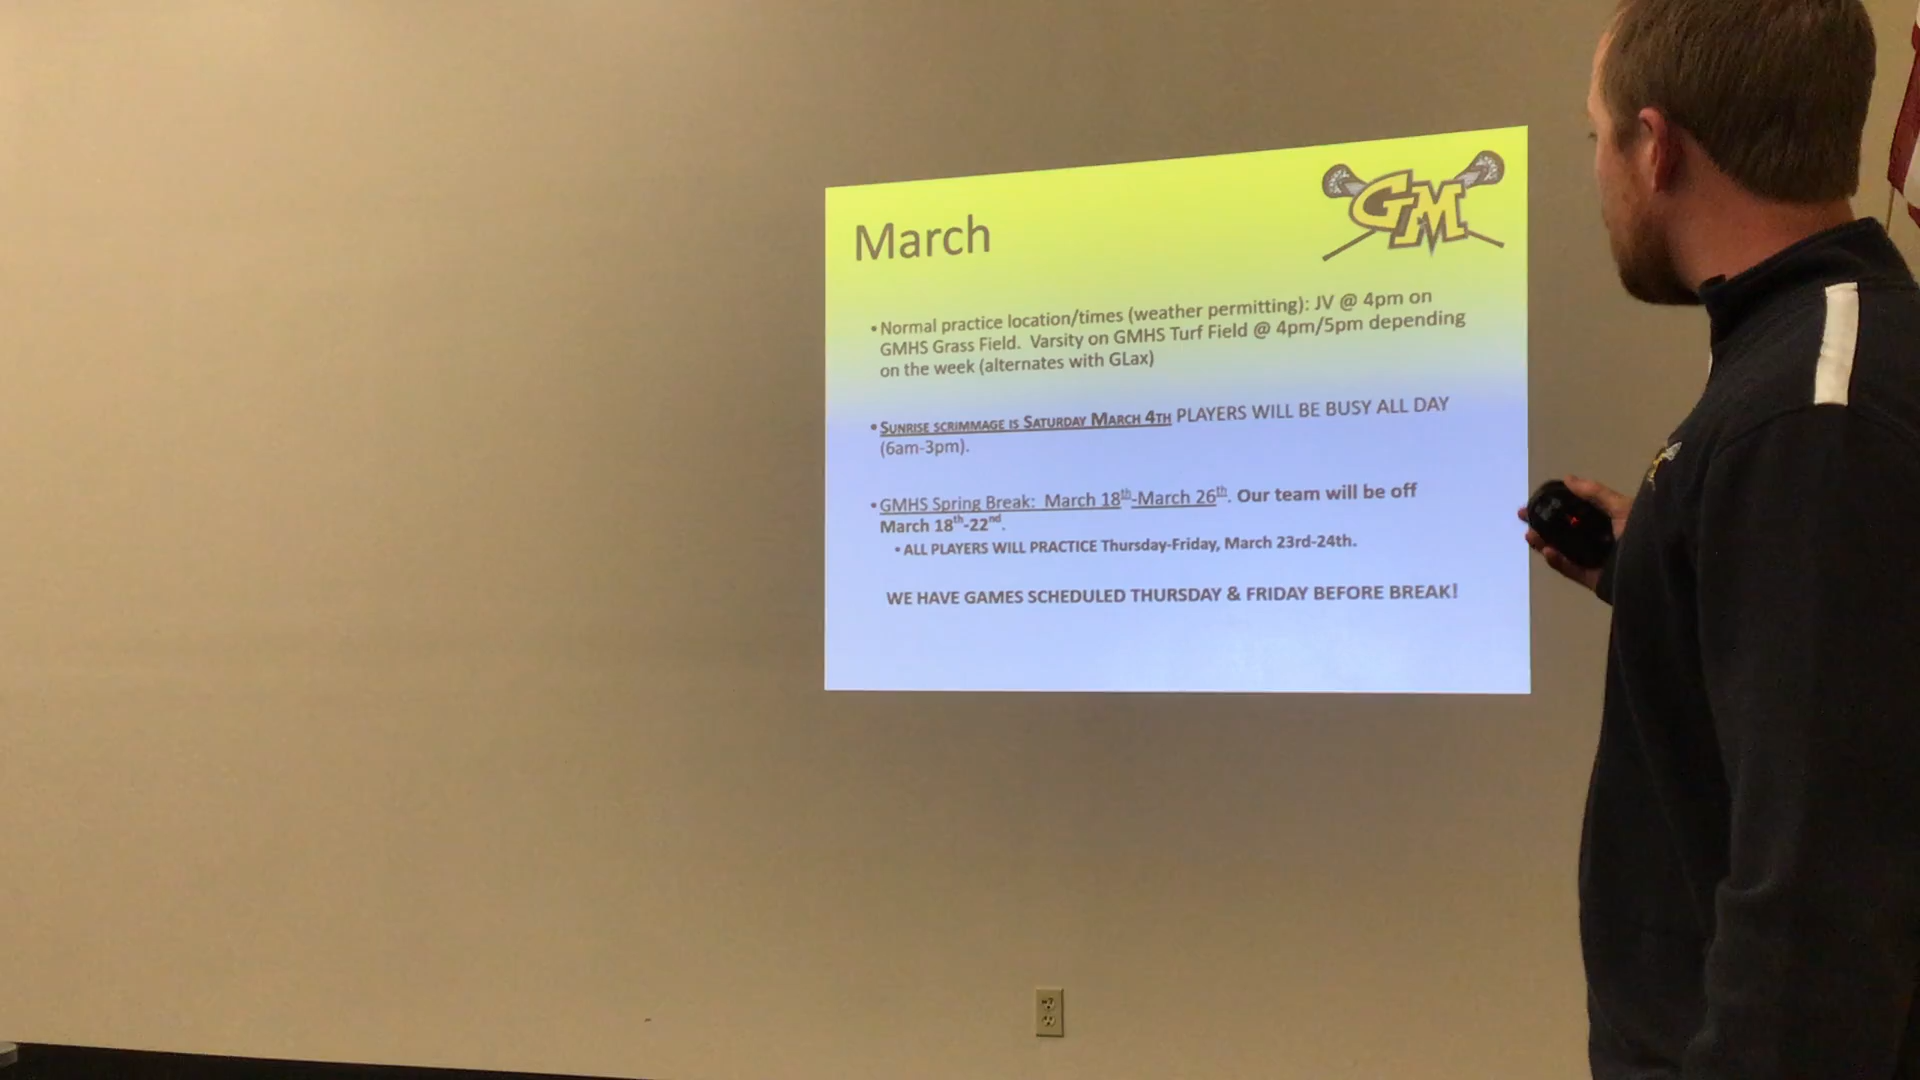 GM
March
• Normal practice location/times (weather permitting): JV @ 4pm on
GMHS Grass Field. Varsity on GMHS Turf Field @ 4pm/5pm depending
on the week (alternates with GLax)
• SUNRISE SCRIMMAGE IS SATURDAY MARCH 4TH PLAYERS WILL BE BUSY ALL DAY
(6am-3pm).
• GMHS Spring Break: March 18th-March 26th. Our team will be off
March 18th-22nd.
• ALL PLAYERS WILL PRACTICE Thursday-Friday, March 23rd-24th.
WE HAVE GAMES SCHEDULED THURSDAY & FRIDAY BEFORE BREAK!